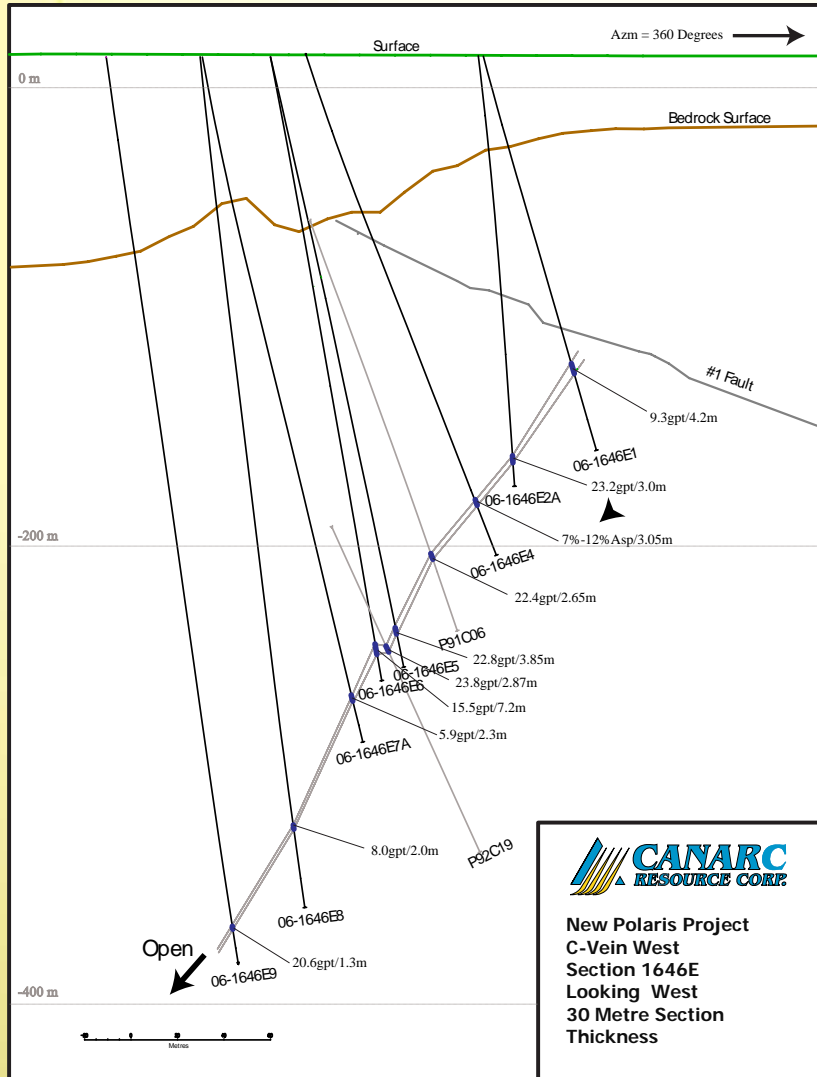 Azm = 360 Degrees
Surface
0 m
Bedrock Surface
#1 Fault
9.3gpt/4.2m
06-1646E1
23.2gpt/3.0m
06-1646E2A
7%-12%Asp/3.05m
-200 m
06-1646E4
22.4gpt/2.65m
P91C06
22.8gpt/3.85m
06-1646E5
23.8gpt/2.87m
06-1646E6
15.5gpt/7.2m
5.9gpt/2.3m
06-1646E7A
8.0gpt/2.0m
P92C19
06-1646E8
Open
20.6gpt/1.3m
06-1646E9
-400 m
Metres
CANARC
RESOURCE CORP.
New Polaris Project
C-Vein West
Section 1646E
Looking West
30 Metre Section
Thickness